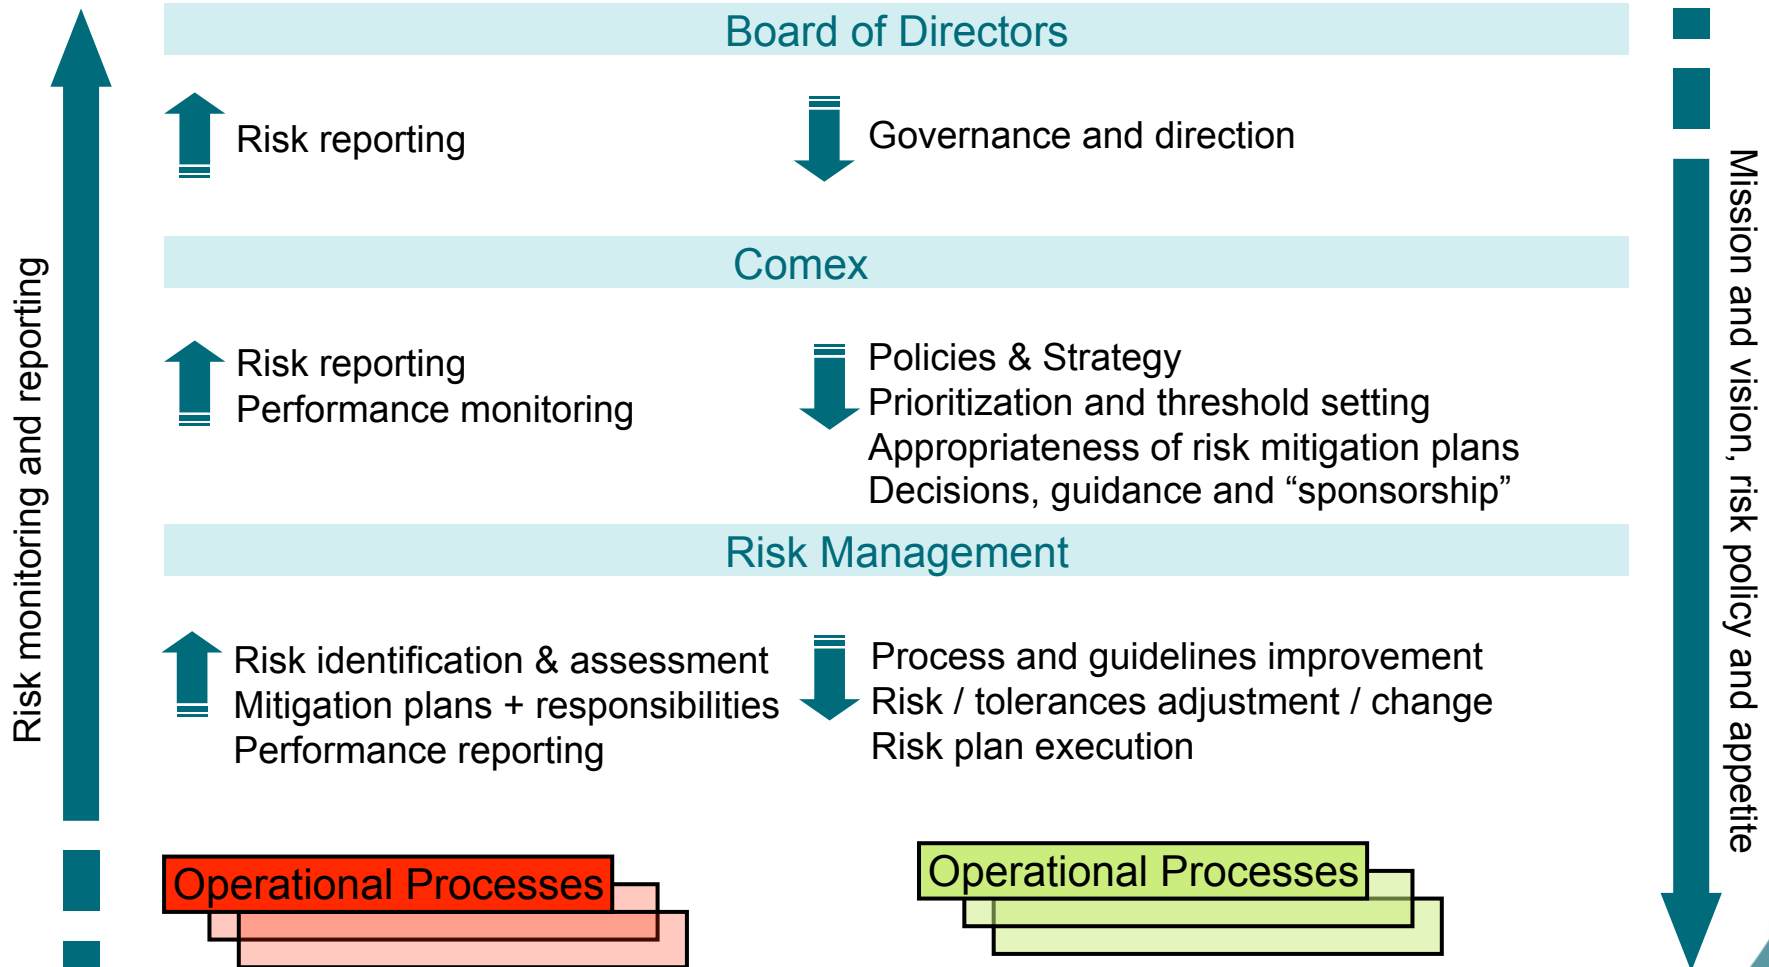 Board of Directors
Risk reporting
Governance and direction
Comex
Risk reporting
Performance monitoring
Policies & Strategy
Prioritization and threshold setting
Appropriateness of risk mitigation plans
Decisions, guidance and “sponsorship”
Risk Management
Risk identification & assessment
Mitigation plans + responsibilities
Performance reporting
Process and guidelines improvement
Risk / tolerances adjustment / change
Risk plan execution
Operational Processes
Operational Processes
Risk monitoring and reporting
Mission and vision, risk policy and appetite